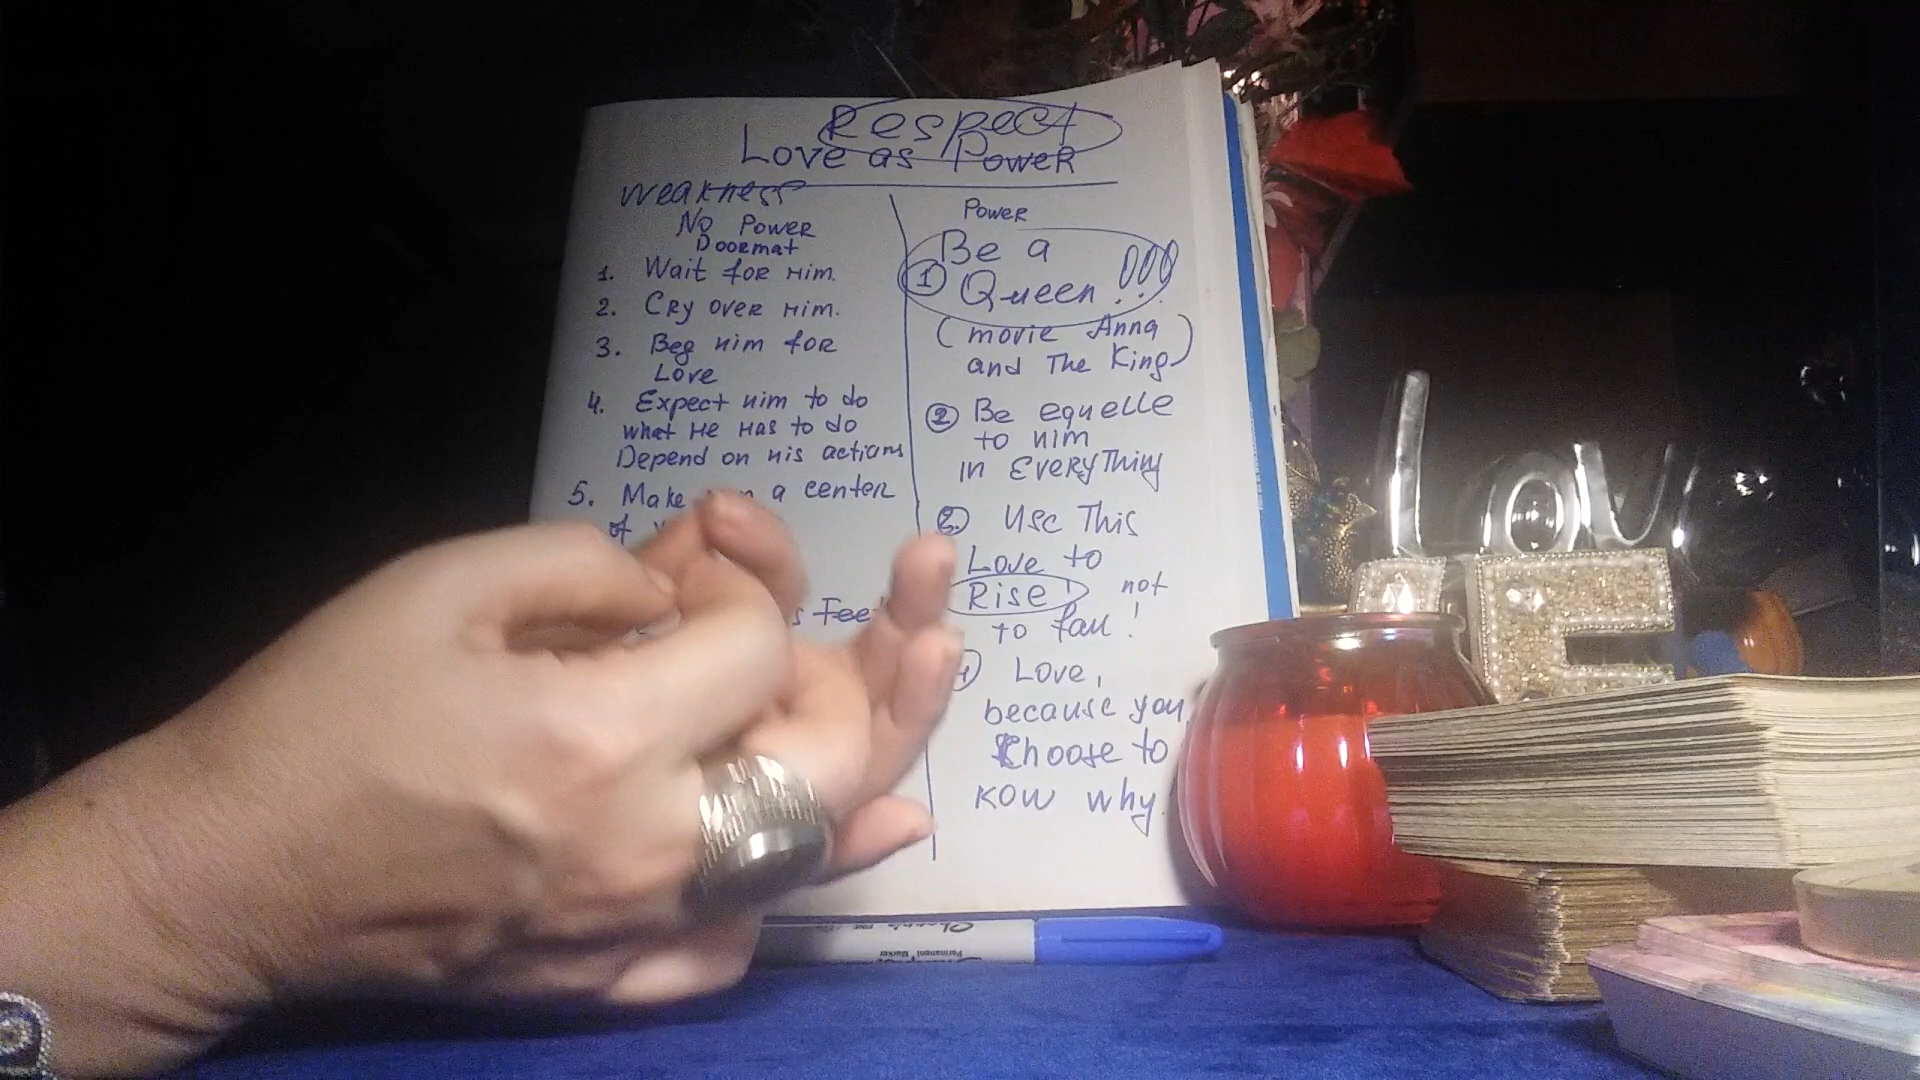 Respect
Love as Power
Weakness
No Power
Doormat
1. Wait for Him.
2. Cry over Him.
3. Beg Him for
Love
4. Expect Him to do
what He Has to do
Depend on His actions
5. Make a center
of
Feet
Power
Be a
1 Queen!!!
(movie Anna
and The King)
2 Be equelle
to Him
in EveryThing
3. Use This
Love to
Rise! not
to fall!
4 Love,
because you
Choose to
kow why.
Permanent Marker
LOV
E